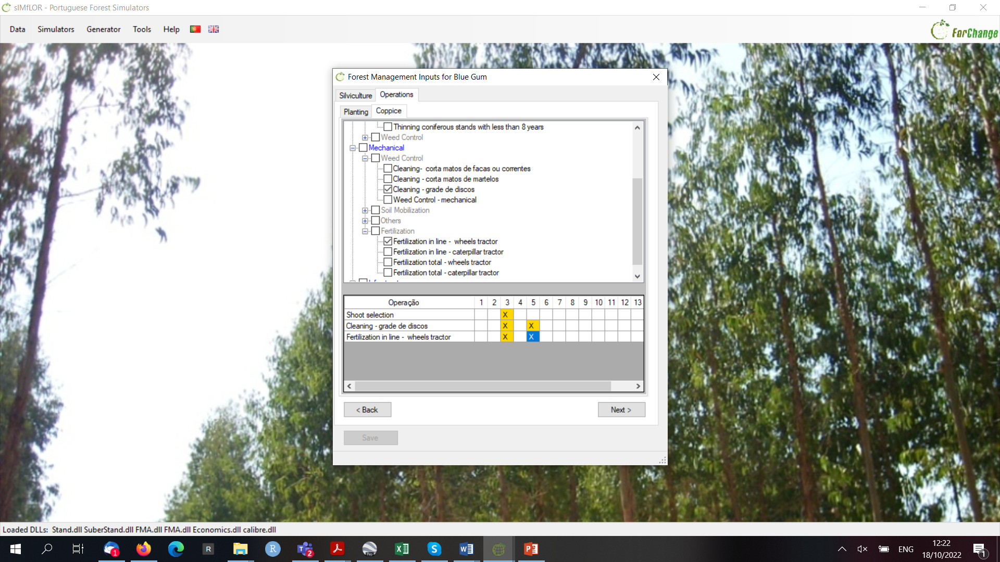 sIMfLOR - Portuguese Forest Simulators
Data Simulators Generator Tools Help
ForChange
Forest Management Inputs for Blue Gum
Silviculture Operations
Planting Coppice
Thinning coniferous stands with less than 8 years
Weed Control
Mechanical
Weed Control
Cleaning- corta matos de facas ou correntes
Cleaning - corta matos de martelos
Cleaning - grade de discos
Weed Control - mechanical
Soil Mobilization
Others
Fertilization
Fertilization in line - wheels tractor
Fertilization in line - caterpillar tractor
Fertilization total - wheels tractor
Fertilization total - caterpillar tractor
Operação 1 2 3 4 5 6 7 8 9 10 11 12 13
Shoot selection X
Cleaning - grade de discos X X
Fertilization in line - wheels tractor X X
< Back Next >
Save
Loaded DLLs: Stand.dll SuberStand.dll FMA.dll FMA.dll Economics.dll calibre.dll
1 R R 2 Pro X S W P ENG 12:22 1
18/10/2022